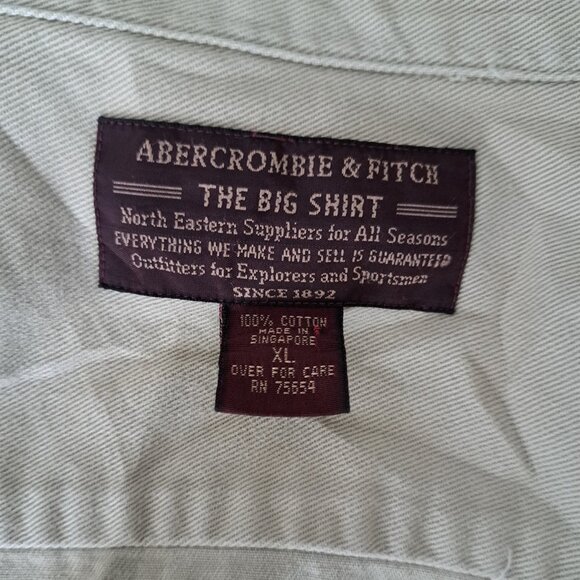 ABERCROMBIE & FITCH
THE BIG SHIRT
North Eastern Suppliers for All Seasons
EVERYTHING WE MAKE AND SELL IS GUARANTEED
Outfitters for Explorers and Sportsmen
SINCE 1892
100% COTTON
MADE IN
SINGAPORE
XL
OVER FOR CARE
RN 75654